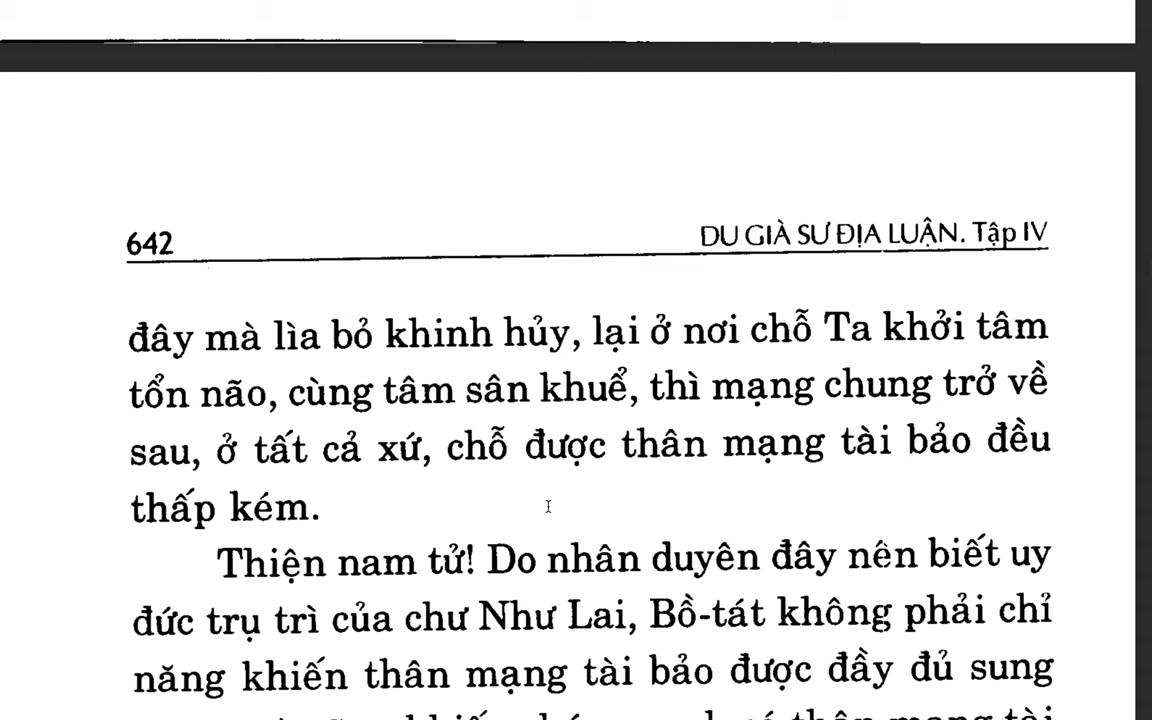 642
DU GIÀ SƯ ĐỊA LUẬN. Tập IV
đây mà lìa bỏ khinh hủy, lại ở nơi chỗ Ta khởi tâm
tổn não, cùng tâm sân khuể, thì mạng chung trở về
sau, ở tất cả xứ, chỗ được thân mạng tài bảo đều
thấp kém.
Thiện nam tử! Do nhân duyên đây nên biết uy
đức trụ trì của chư Như Lai, Bồ-tát không phải chỉ
năng khiến thân mạng tài bảo được đầy đủ sung